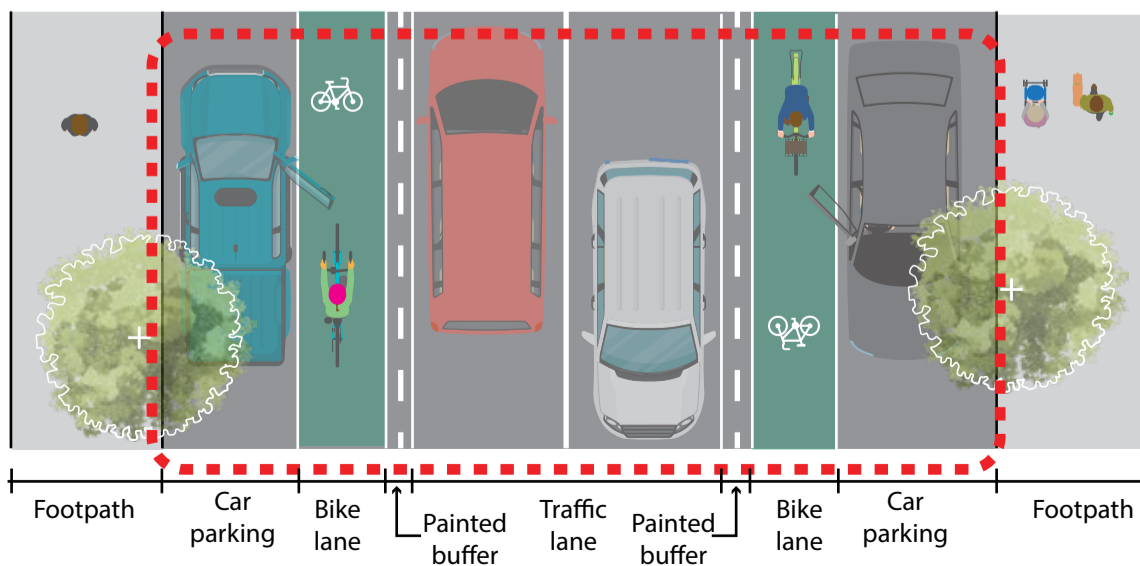 Footpath
Car
parking
Bike
lane
Painted
buffer
Traffic
lane
Painted
buffer
Bike
lane
Car
parking
Footpath